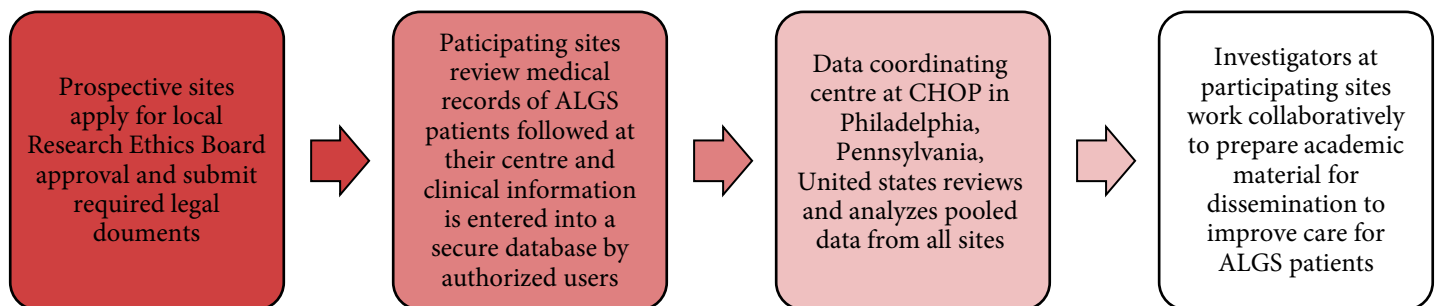 Prospective sites
apply for local
Research Ethics Board
approval and submit
required legal
douments
Paticipating sites
review medical
records of ALGS
patients followed at
their centre and
clinical information
is entered into a
secure database by
authorized users
Data coordinating
centre at CHOP in
Philadelphia,
Pennsylvania,
United states reviews
and analyzes pooled
data from all sites
Investigators at
participating sites
work collaboratively
to prepare academic
material for
dissemination to
improve care for
ALGS patients